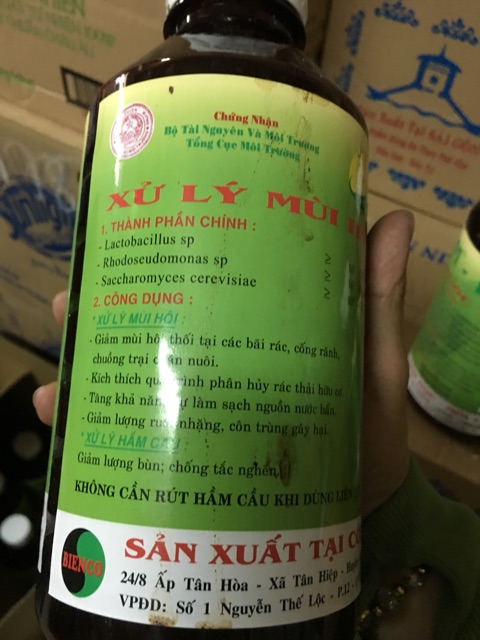 Chứng Nhận
Bộ Tài Nguyên Và Môi Trường
Tổng Cục Môi Trường
XỬ LÝ MÙI
1. THÀNH PHẦN CHÍNH :
- Lactobacillus sp
- Rhodoseudomonas sp ≥
- Saccharomyces cerevisiae ≥
≥
2. CÔNG DỤNG :
* XỬ LÝ MÙI HÔI :
- Giảm mùi hôi thối tại các bãi rác, cống rãnh,
chuồng trại chăn nuôi.
- Kích thích quá trình phân hủy rác thải hữu cơ.
- Tăng khả năng tự làm sạch nguồn nước bẩn.
- Giảm lượng ruồi nhặng, côn trùng gây hại.
* XỬ LÝ HẦM CẦU :
Giảm lượng bùn; chống tắc nghẽn.
KHÔNG CẦN RÚT HẦM CẦU KHI DÙNG LIÊN
BIENCO
SẢN XUẤT TẠI
24/8 Ấp Tân Hòa - Xã Tân Hiệp -
VPĐD: Số 1 Nguyễn Thế Lộc - P.12 -